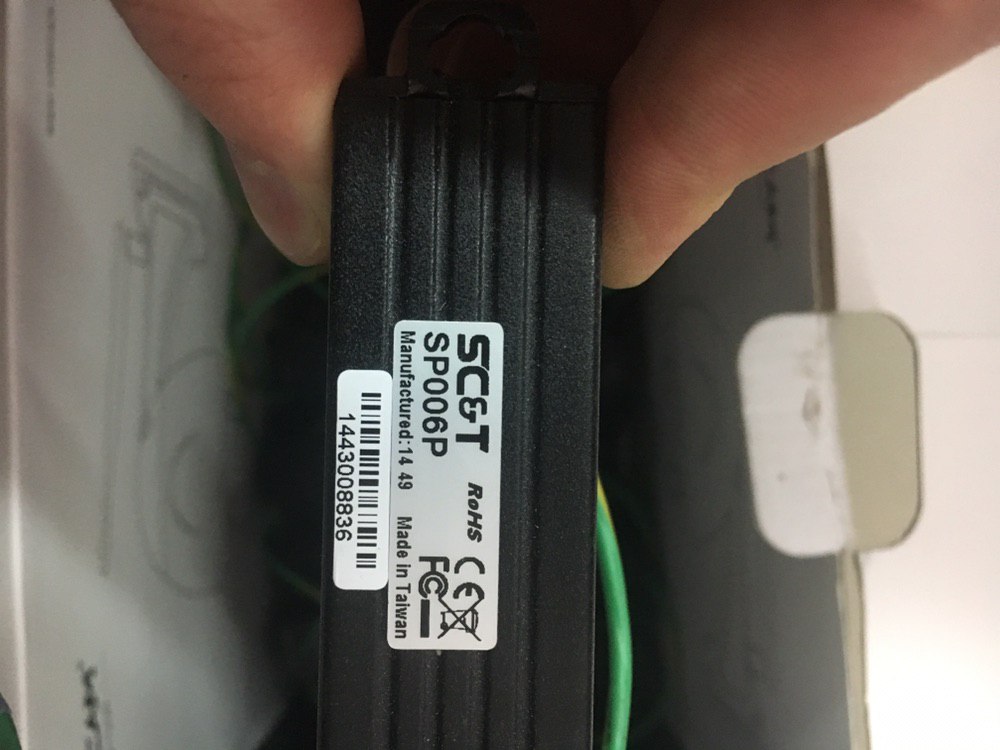 SC&T RoHS CE
SP006P FC
Manufactured:14 49 Made in Taiwan
1443008836